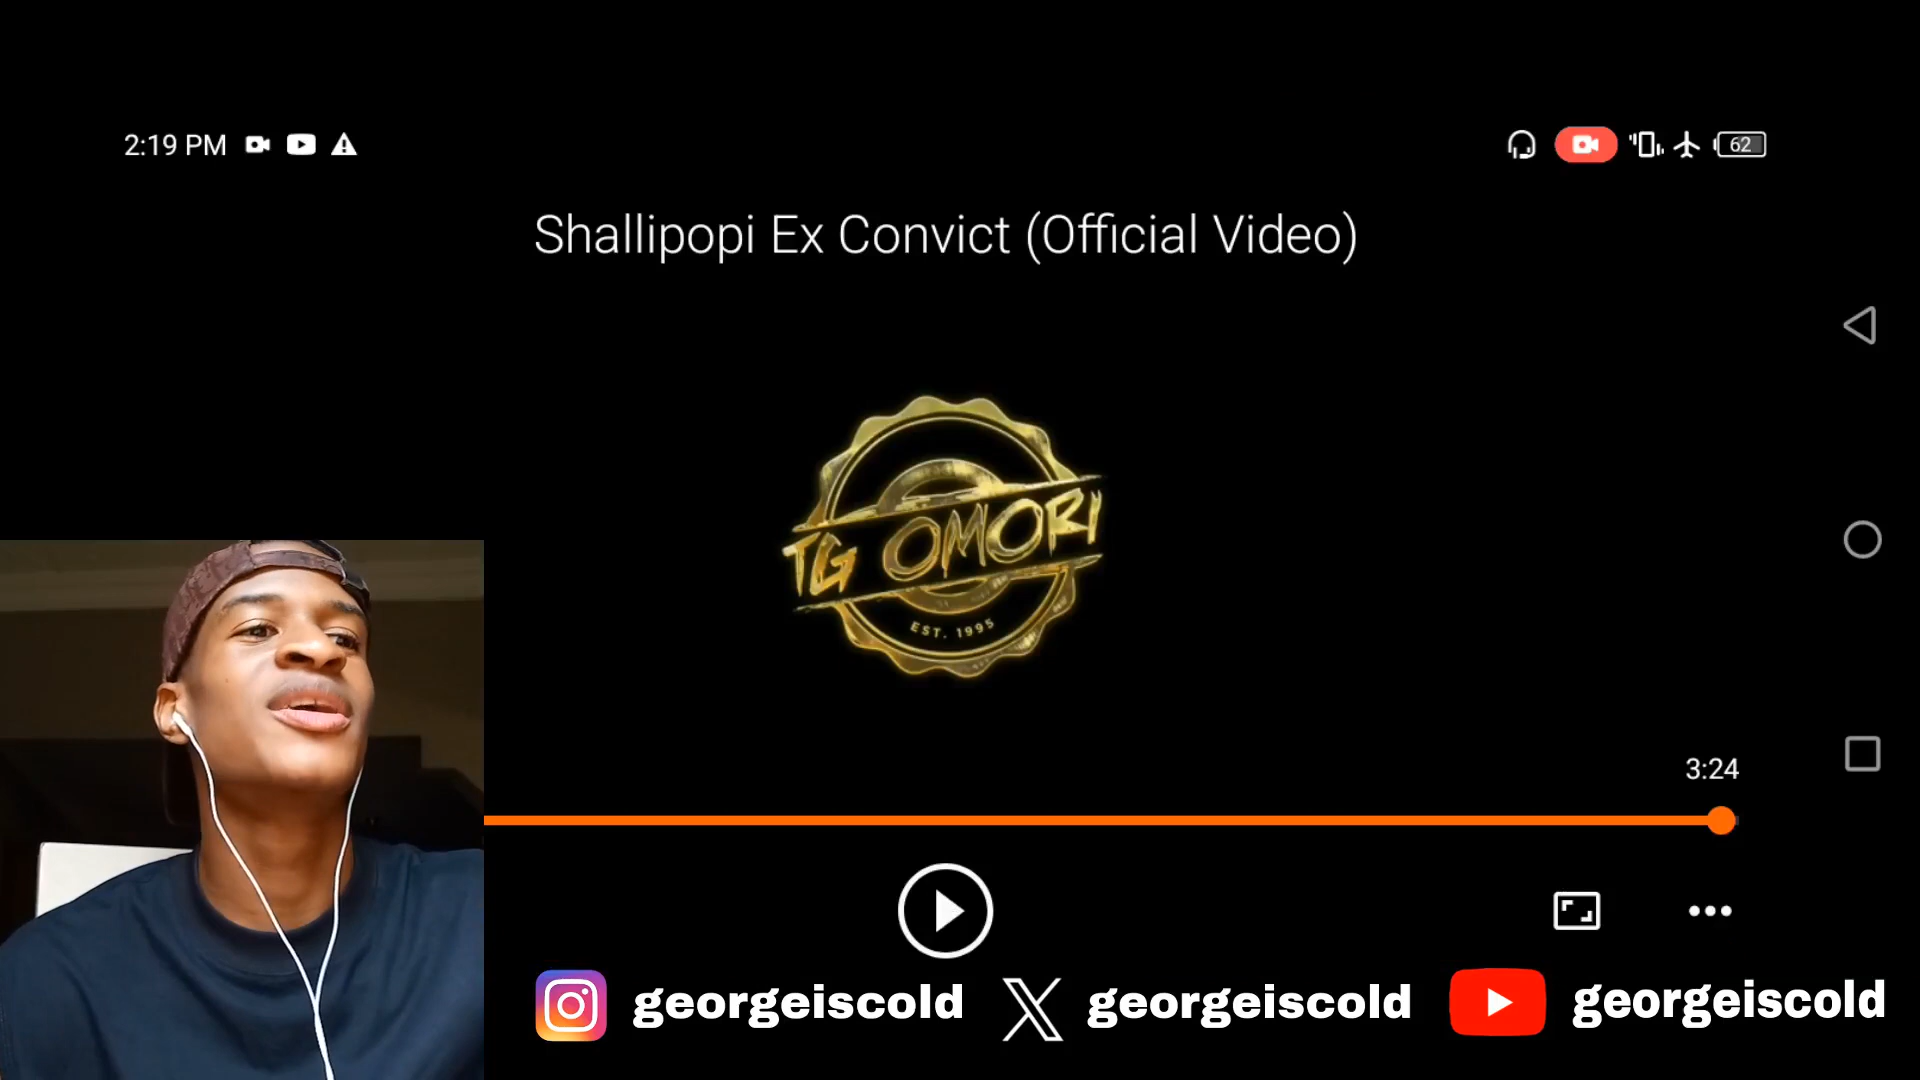 2:19 PM
62
Shallipopi Ex Convict (Official Video)
TG OMORI
EST. 1995
3:24
georgeiscold georgeiscold georgeiscold